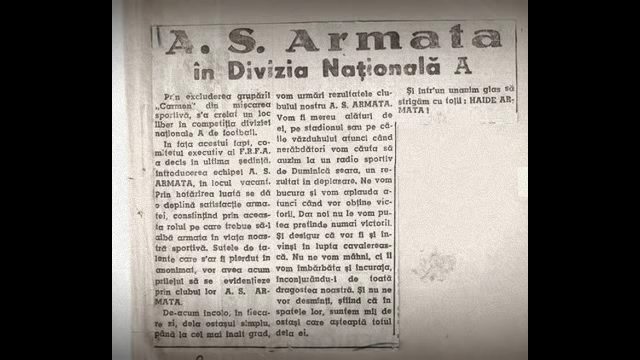 A. S. Armata
în Divizia Națională A
Prin excluderea grupării
„Carmen" din mișcarea
sportivă, s'a creiat un loc
liber în competiția diviziei
naționale A de football.
In fața acestui fapt, co-
mitetul executiv al F.R.F.A.
a decis în ultima ședință,
introducerea echipei A. S.
ARMATA, în locul vacant.
Prin hotărîrea luată se dă
o deplină satisfacție arma-
tei, consfințind prin aceas-
ta rolul pe care trebue să-l
aibă armata în viața noas-
tră sportivă. Sutele de ta-
lente care s'ar fi pierdut în
anonimat, vor avea acum
prilejul să se evidențieze
prin clubul lor A. S. AR-
MATA.
De-acum încolo, în fieca-
re zi, dela ostașul simplu,
până la cel mai înalt grad,
vom urmări rezultatele clu-
bului nostru A. S. ARMATA.
Vom fi mereu alături de
ei, pe stadionul sau pe că-
ile văzduhului atunci când
nerăbdători vom căuta să
auzim la un radio sportiv
de Duminică seara, un re-
zultat în deplasare. Ne vom
bucura și vom aplauda a-
tunci când vor obține vic-
torii. Dar noi nu le vom pu-
tea pretinde numai victorii.
Și desigur că vor fi și în-
vinși în lupta cavalereas-
că. Nu ne vom mâhni, ci îi
vom îmbărbăta și încuraja,
înconjurându-i de toată
dragostea noastră. Și nu ne
vor desminți, știind că în
spatele lor, suntem mii de
ostași care așteaptă totul
dela ei.
Și într'un unanim glas să
strigăm cu toții: HAIDE AR-
MATA!